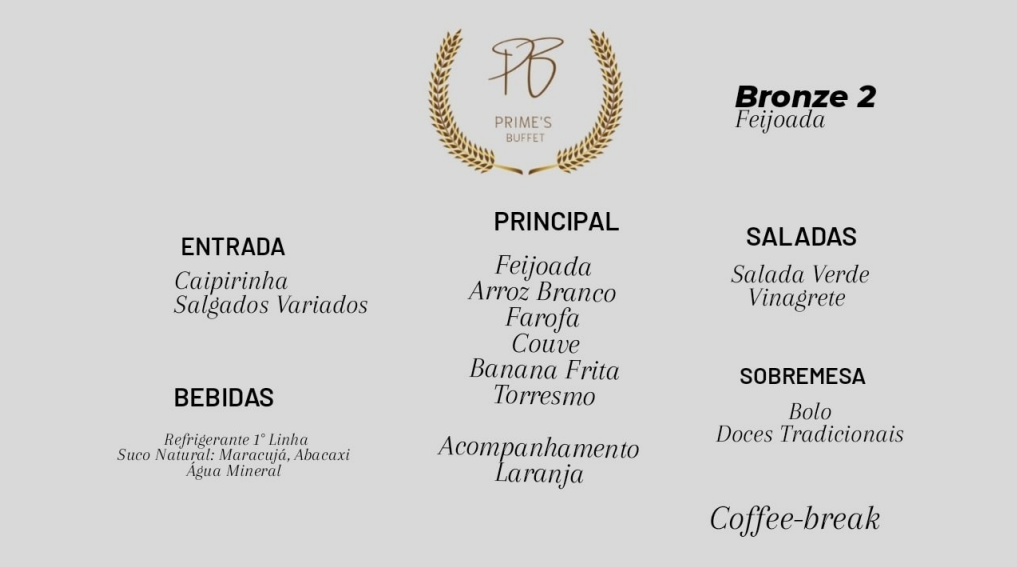 PB
PRIME'S
BUFFET
Bronze 2
Feijoada
ENTRADA
Caipirinha
Salgados Variados
BEBIDAS
Refrigerante 1° Linha
Suco Natural: Maracujá, Abacaxi
Água Mineral
PRINCIPAL
Feijoada
Arroz Branco
Farofa
Couve
Banana Frita
Torresmo
Acompanhamento
Laranja
SALADAS
Salada Verde
Vinagrete
SOBREMESA
Bolo
Doces Tradicionais
Coffee-break